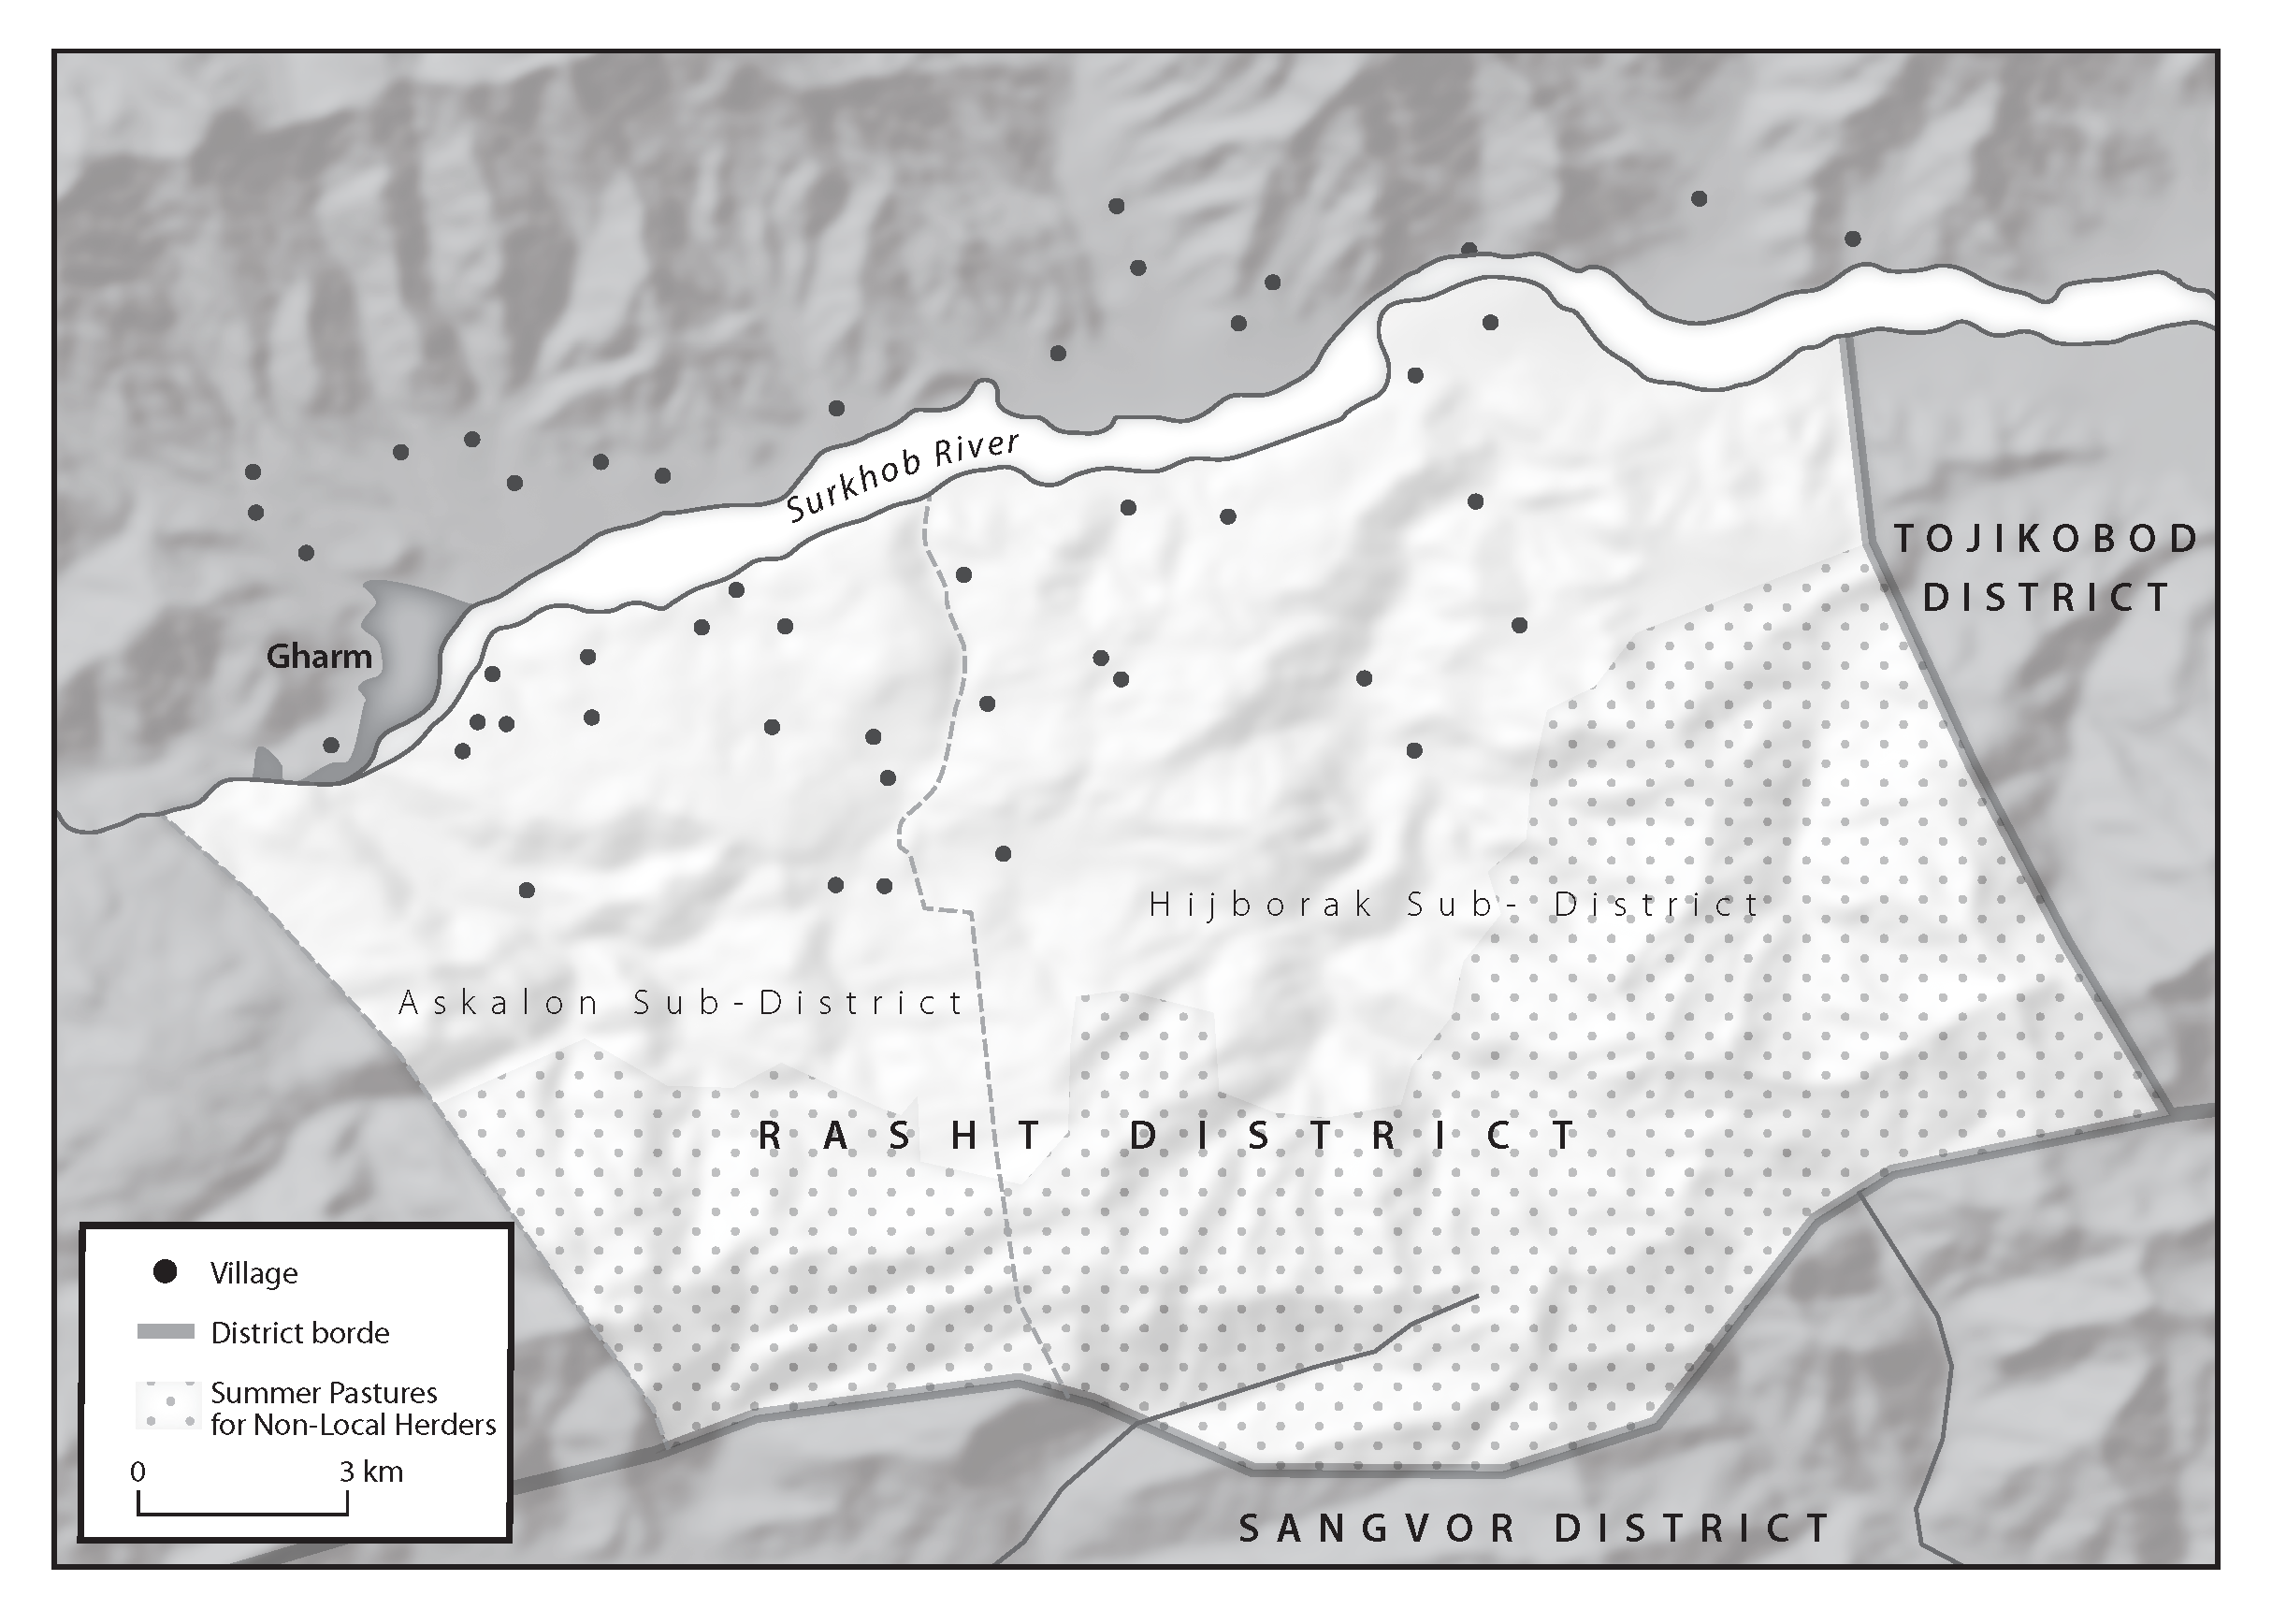 Surkhob River
TOJIKOBOD
DISTRICT
Gharm
Hijborak Sub- District
Askalon Sub-District
RASHT DISTRICT
Village
District borde
Summer Pastures
for Non-Local Herders
0 3 km
SANGVOR DISTRICT